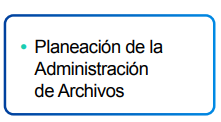 • Planeación de la
Administración
de Archivos